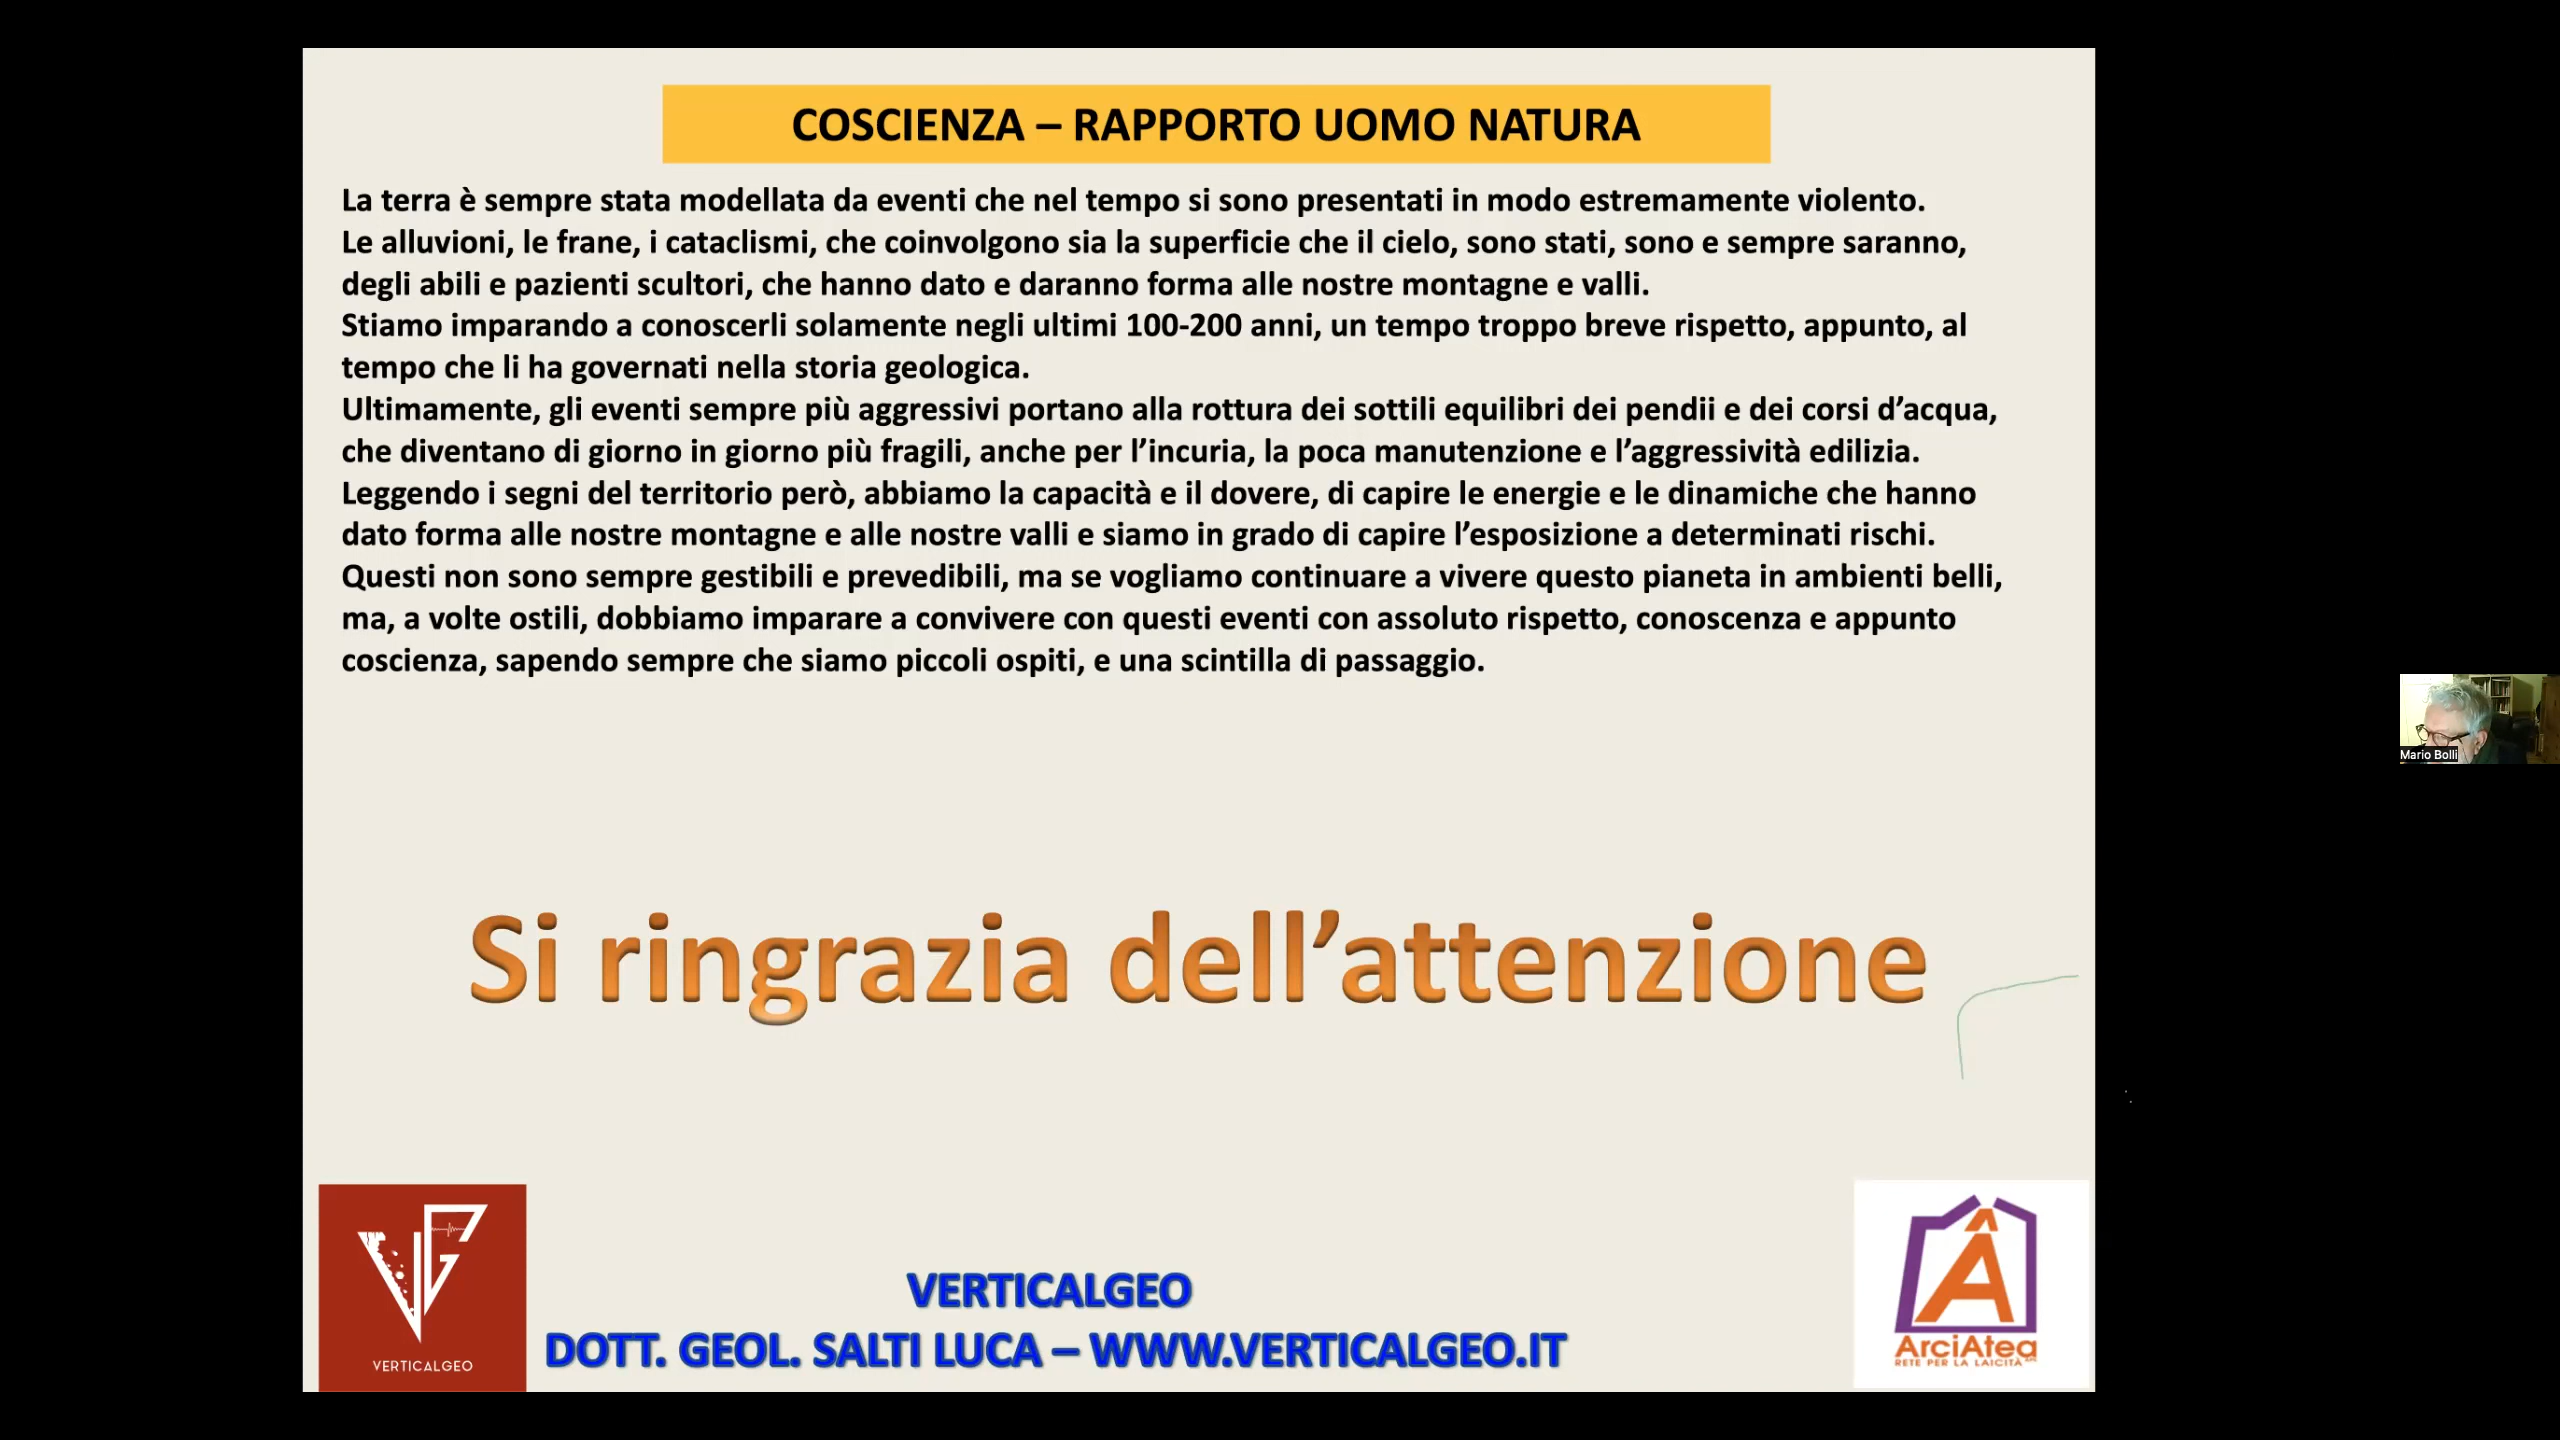 COSCIENZA – RAPPORTO UOMO NATURA
La terra è sempre stata modellata da eventi che nel tempo si sono presentati in modo estremamente violento.
Le alluvioni, le frane, i cataclismi, che coinvolgono sia la superficie che il cielo, sono stati, sono e sempre saranno,
degli abili e pazienti scultori, che hanno dato e daranno forma alle nostre montagne e valli.
Stiamo imparando a conoscerli solamente negli ultimi 100-200 anni, un tempo troppo breve rispetto, appunto, al
tempo che li ha governati nella storia geologica.
Ultimamente, gli eventi sempre più aggressivi portano alla rottura dei sottili equilibri dei pendii e dei corsi d’acqua,
che diventano di giorno in giorno più fragili, anche per l’incuria, la poca manutenzione e l’aggressività edilizia.
Leggendo i segni del territorio però, abbiamo la capacità e il dovere, di capire le energie e le dinamiche che hanno
dato forma alle nostre montagne e alle nostre valli e siamo in grado di capire l’esposizione a determinati rischi.
Questi non sono sempre gestibili e prevedibili, ma se vogliamo continuare a vivere questo pianeta in ambienti belli,
ma, a volte ostili, dobbiamo imparare a convivere con questi eventi con assoluto rispetto, conoscenza e appunto
coscienza, sapendo sempre che siamo piccoli ospiti, e una scintilla di passaggio.
Mario Bolli
Si ringrazia dell’attenzione
VERTICALGEO
DOTT. GEOL. SALTI LUCA – WWW.VERTICALGEO.IT
VG
VERTICALGEO
ArciAtea
RETE PER LA LAICITÀ